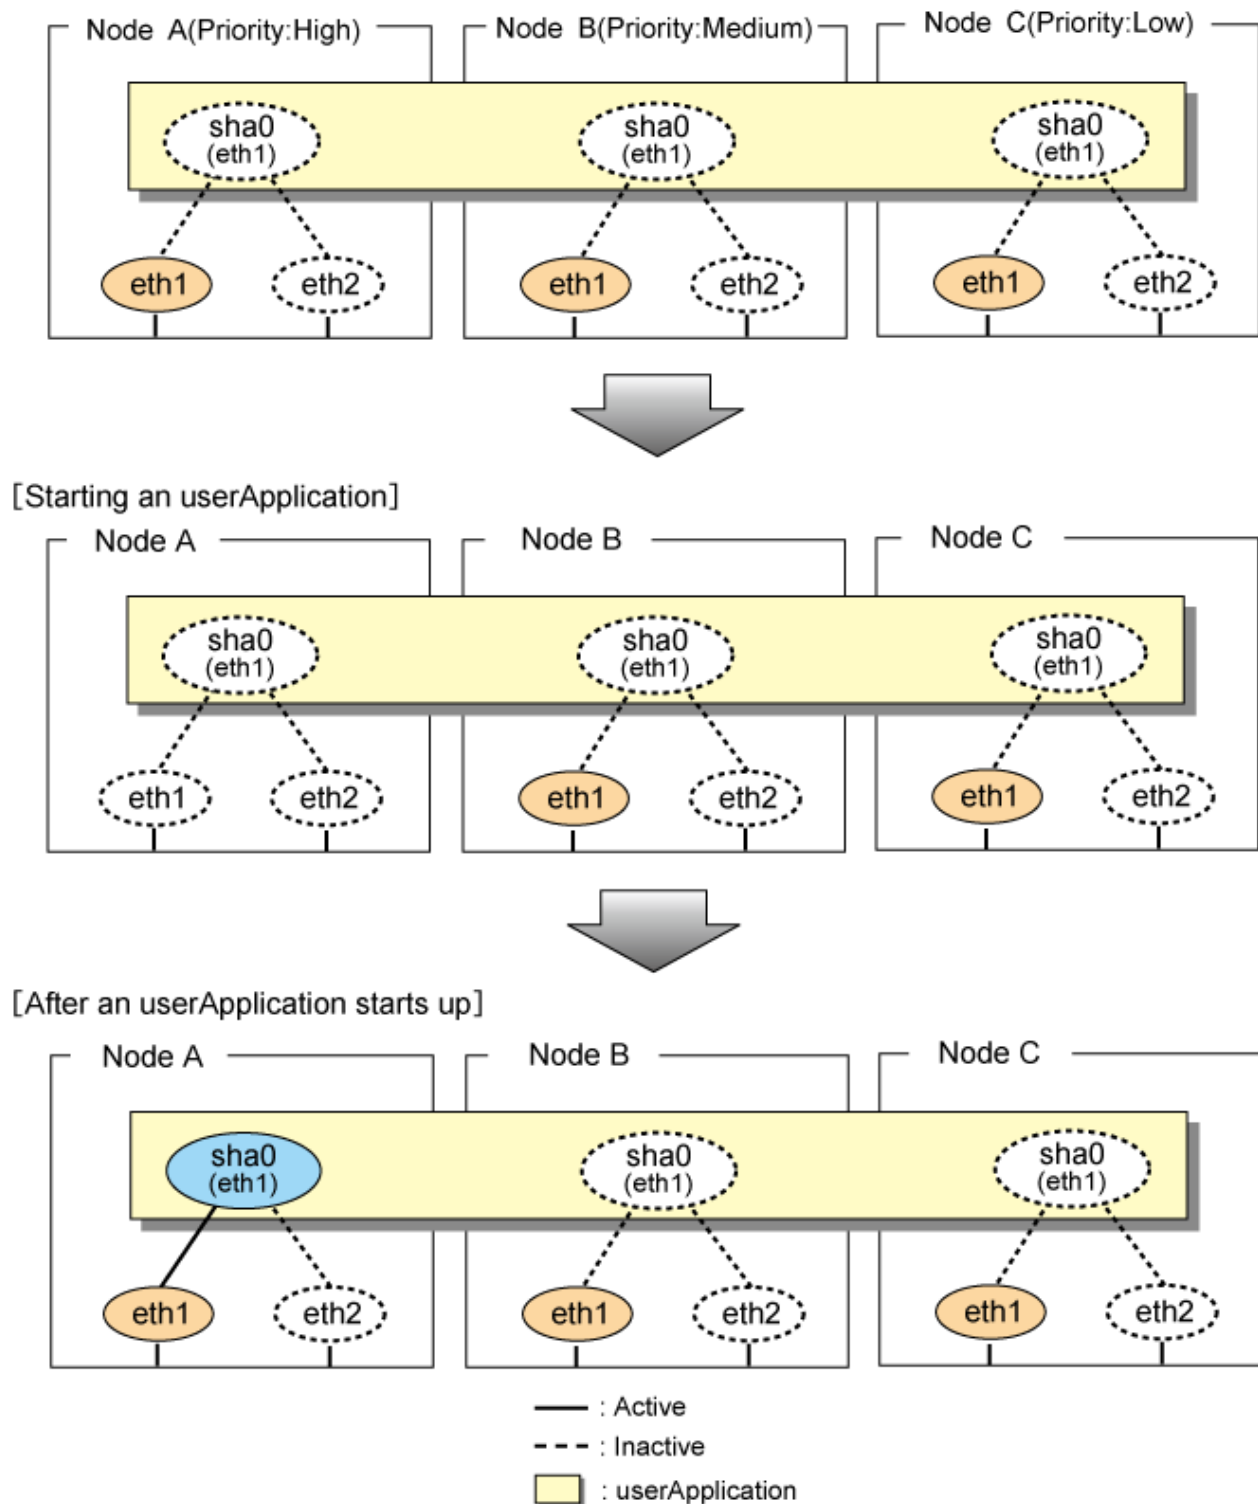 Node A(Priority:High) Node B(Priority:Medium) Node C(Priority:Low)
sha0 sha0 sha0
(eth1) (eth1) (eth1)
eth1 eth2 eth1 eth2 eth1 eth2
[Starting an userApplication]
Node A Node B Node C
sha0 sha0 sha0
(eth1) (eth1) (eth1)
eth1 eth2 eth1 eth2 eth1 eth2
[After an userApplication starts up]
Node A Node B Node C
sha0 sha0 sha0
(eth1) (eth1) (eth1)
eth1 eth2 eth1 eth2 eth1 eth2
: Active
: Inactive
: userApplication